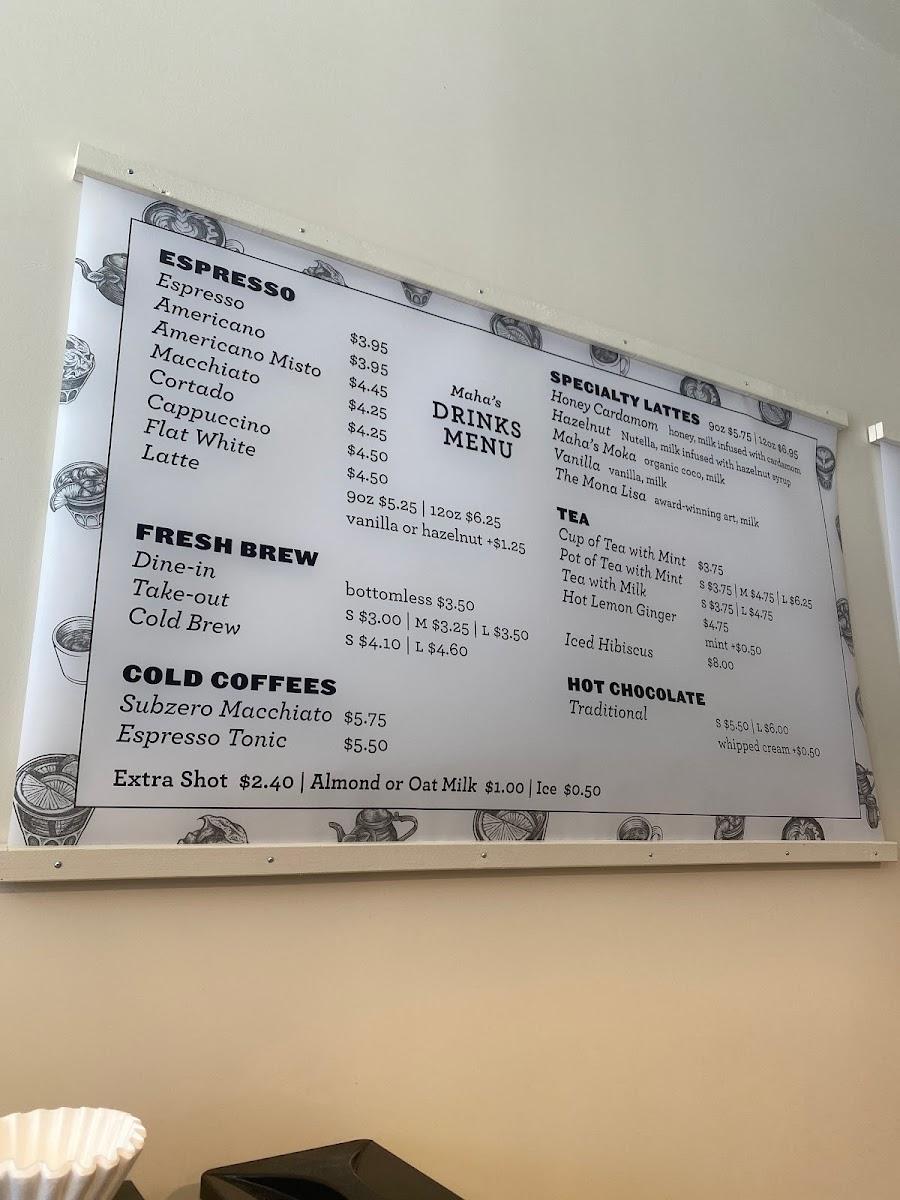 Maha's
DRINKS
MENU
ESPRESSO
Espresso $3.95
Americano $3.95
Americano Misto $4.45
Macchiato $4.25
Cortado $4.25
Cappuccino $4.50
Flat White $4.50
Latte 9oz $5.25 | 12oz $6.25
vanilla or hazelnut +$1.25
FRESH BREW
Dine-in bottomless $3.50
Take-out S $3.00 | M $3.25 | L $3.50
Cold Brew S $4.10 | L $4.60
COLD COFFEES
Subzero Macchiato $5.75
Espresso Tonic $5.50
SPECIALTY LATTES 9oz $5.75 | 12oz $6.95
Honey Cardamom honey, milk infused with cardamom
Hazelnut Nutella, milk infused with hazelnut syrup
Maha's Moka organic coco, milk
Vanilla vanilla, milk
The Mona Lisa award-winning art, milk
TEA
Cup of Tea with Mint $3.75
Pot of Tea with Mint S $3.75 | M $4.75 | L $6.25
Tea with Milk S $3.75 | L $4.75
Hot Lemon Ginger $4.75
mint +$0.50
Iced Hibiscus $8.00
HOT CHOCOLATE
Traditional S $5.50 | L $6.00
whipped cream +$0.50
Extra Shot $2.40 | Almond or Oat Milk $1.00 | Ice $0.50